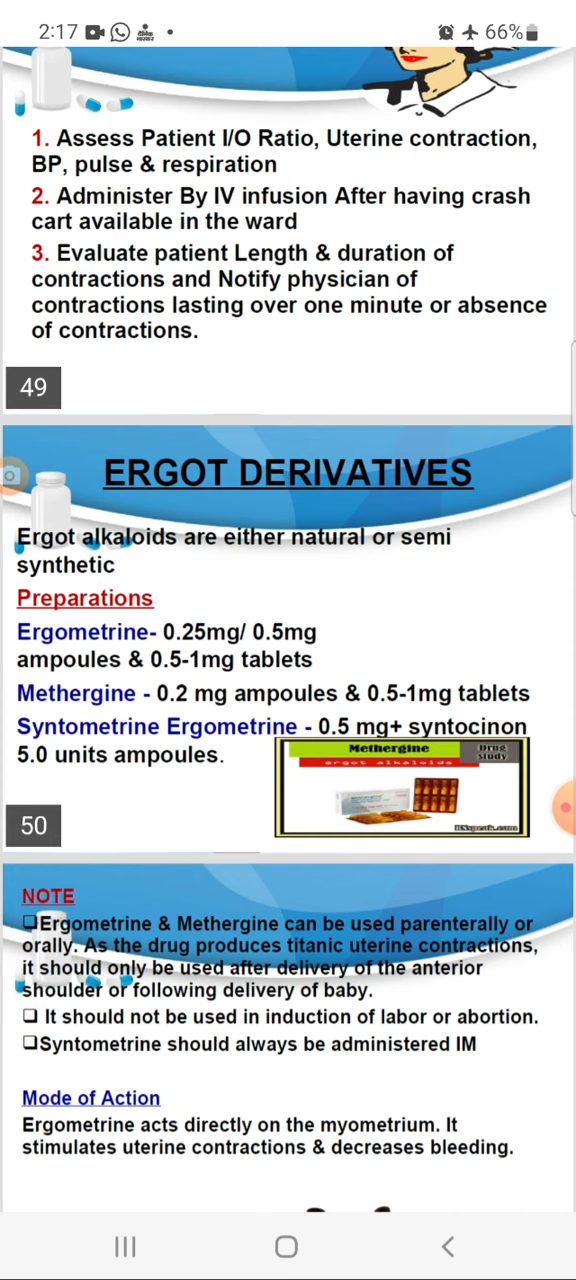 2:17
66%
1. Assess Patient I/O Ratio, Uterine contraction,
BP, pulse & respiration
2. Administer By IV infusion After having crash
cart available in the ward
3. Evaluate patient Length & duration of
contractions and Notify physician of
contractions lasting over one minute or absence
of contractions.
49
ERGOT DERIVATIVES
Ergot alkaloids are either natural or semi
synthetic
Preparations
Ergometrine- 0.25mg/ 0.5mg
ampoules & 0.5-1mg tablets
Methergine - 0.2 mg ampoules & 0.5-1mg tablets
Syntometrine Ergometrine - 0.5 mg+ syntocinon
5.0 units ampoules.
Methergine
Drug
study
ergot alkaloids
50
NOTE
❑Ergometrine & Methergine can be used parenterally or
orally. As the drug produces titanic uterine contractions,
it should only be used after delivery of the anterior
shoulder or following delivery of baby.
❑ It should not be used in induction of labor or abortion.
❑Syntometrine should always be administered IM
Mode of Action
Ergometrine acts directly on the myometrium. It
stimulates uterine contractions & decreases bleeding.